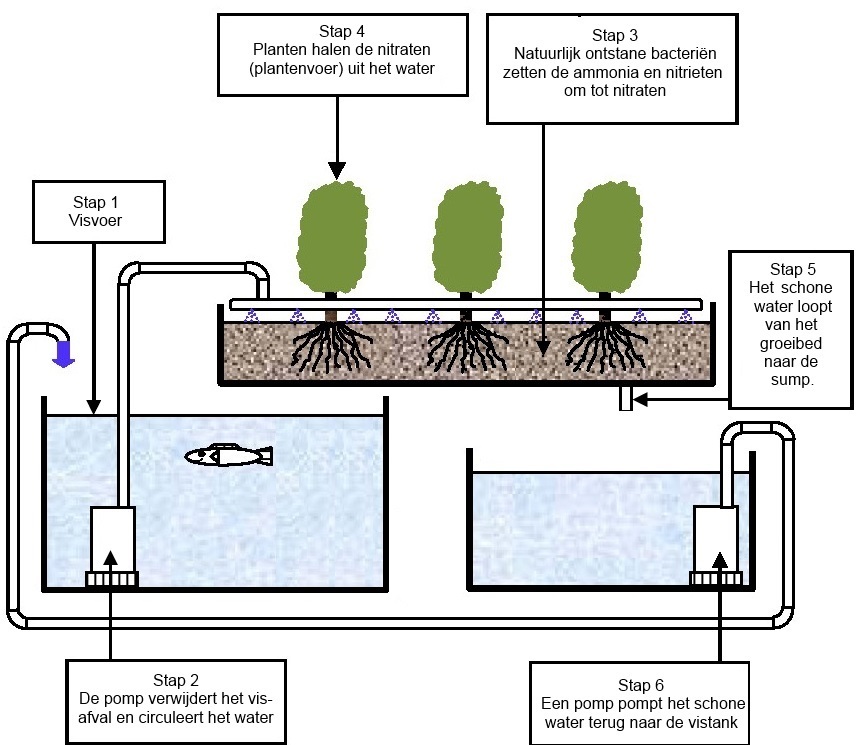 Stap 4
Planten halen de nitraten
(plantenvoer) uit het water
Stap 3
Natuurlijk ontstane bacteriën
zetten de ammonia en nitrieten
om tot nitraten
Stap 1
Visvoer
Stap 5
Het schone
water loopt
van het
groeibed
naar de
sump.
Stap 2
De pomp verwijdert het vis-
afval en circuleert het water
Stap 6
Een pomp pompt het schone
water terug naar de vistank